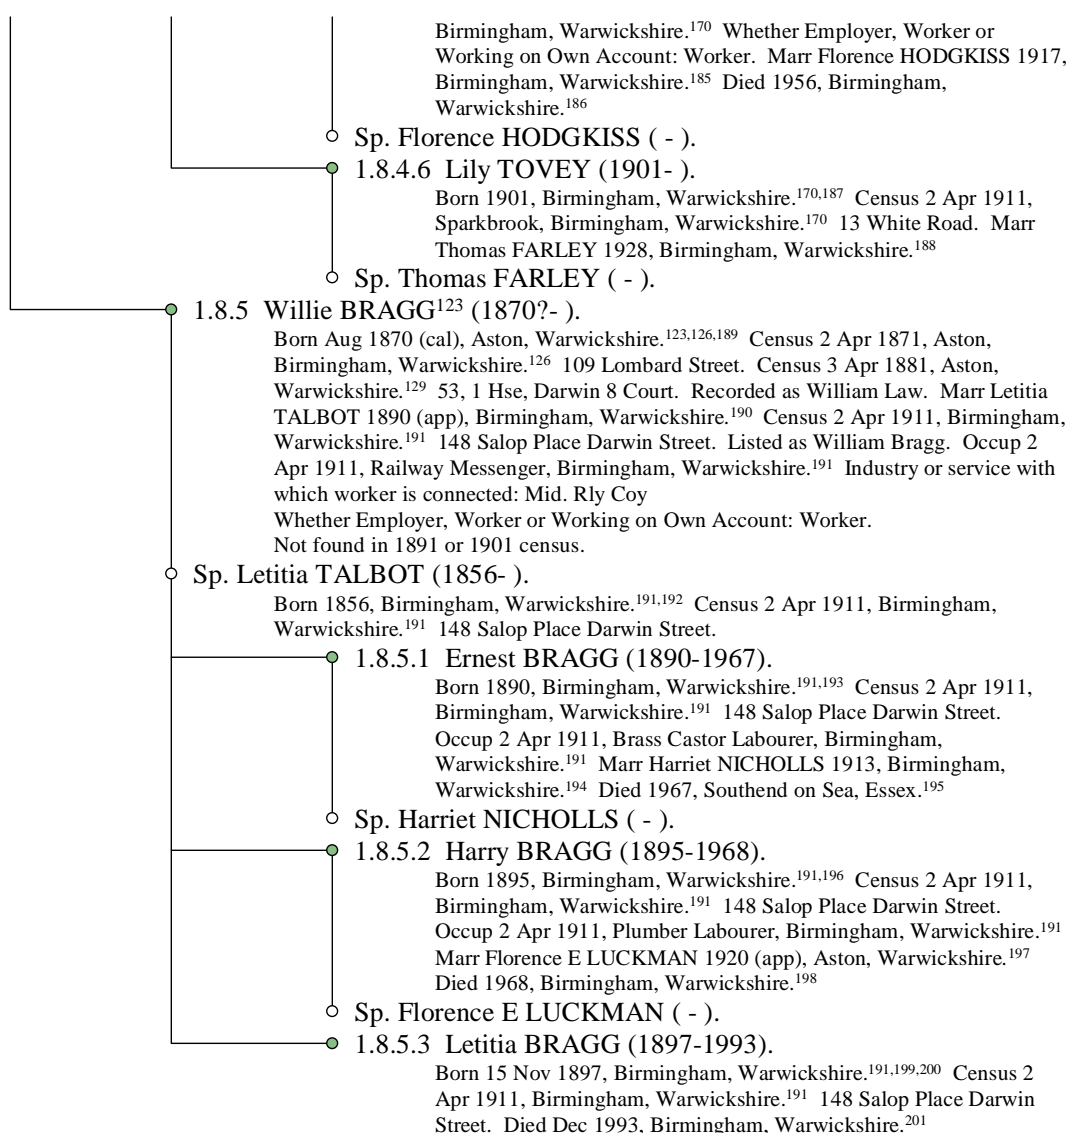 Birmingham, Warwickshire.170 Whether Employer, Worker or
Working on Own Account: Worker. Marr Florence HODGKISS 1917,
Birmingham, Warwickshire.185 Died 1956, Birmingham,
Warwickshire.186
Sp. Florence HODGKISS ( - ).
1.8.4.6 Lily TOVEY (1901- ).
Born 1901, Birmingham, Warwickshire.170,187 Census 2 Apr 1911,
Sparkbrook, Birmingham, Warwickshire.170 13 White Road. Marr
Thomas FARLEY 1928, Birmingham, Warwickshire.188
Sp. Thomas FARLEY ( - ).
1.8.5 Willie BRAGG123 (1870?- ).
Born Aug 1870 (cal), Aston, Warwickshire.123,126,189 Census 2 Apr 1871, Aston,
Birmingham, Warwickshire.126 109 Lombard Street. Census 3 Apr 1881, Aston,
Warwickshire.129 53, 1 Hse, Darwin 8 Court. Recorded as William Law. Marr Letitia
TALBOT 1890 (app), Birmingham, Warwickshire.190 Census 2 Apr 1911, Birmingham,
Warwickshire.191 148 Salop Place Darwin Street. Listed as William Bragg. Occup 2
Apr 1911, Railway Messenger, Birmingham, Warwickshire.191 Industry or service with
which worker is connected: Mid. Rly Coy
Whether Employer, Worker or Working on Own Account: Worker.
Not found in 1891 or 1901 census.
Sp. Letitia TALBOT (1856- ).
Born 1856, Birmingham, Warwickshire.191,192 Census 2 Apr 1911, Birmingham,
Warwickshire.191 148 Salop Place Darwin Street.
1.8.5.1 Ernest BRAGG (1890-1967).
Born 1890, Birmingham, Warwickshire.191,193 Census 2 Apr 1911,
Birmingham, Warwickshire.191 148 Salop Place Darwin Street.
Occup 2 Apr 1911, Brass Castor Labourer, Birmingham,
Warwickshire.191 Marr Harriet NICHOLLS 1913, Birmingham,
Warwickshire.194 Died 1967, Southend on Sea, Essex.195
Sp. Harriet NICHOLLS ( - ).
1.8.5.2 Harry BRAGG (1895-1968).
Born 1895, Birmingham, Warwickshire.191,196 Census 2 Apr 1911,
Birmingham, Warwickshire.191 148 Salop Place Darwin Street.
Occup 2 Apr 1911, Plumber Labourer, Birmingham, Warwickshire.191
Marr Florence E LUCKMAN 1920 (app), Aston, Warwickshire.197
Died 1968, Birmingham, Warwickshire.198
Sp. Florence E LUCKMAN ( - ).
1.8.5.3 Letitia BRAGG (1897-1993).
Born 15 Nov 1897, Birmingham, Warwickshire.191,199,200 Census 2
Apr 1911, Birmingham, Warwickshire.191 148 Salop Place Darwin
Street. Died Dec 1993, Birmingham, Warwickshire.201